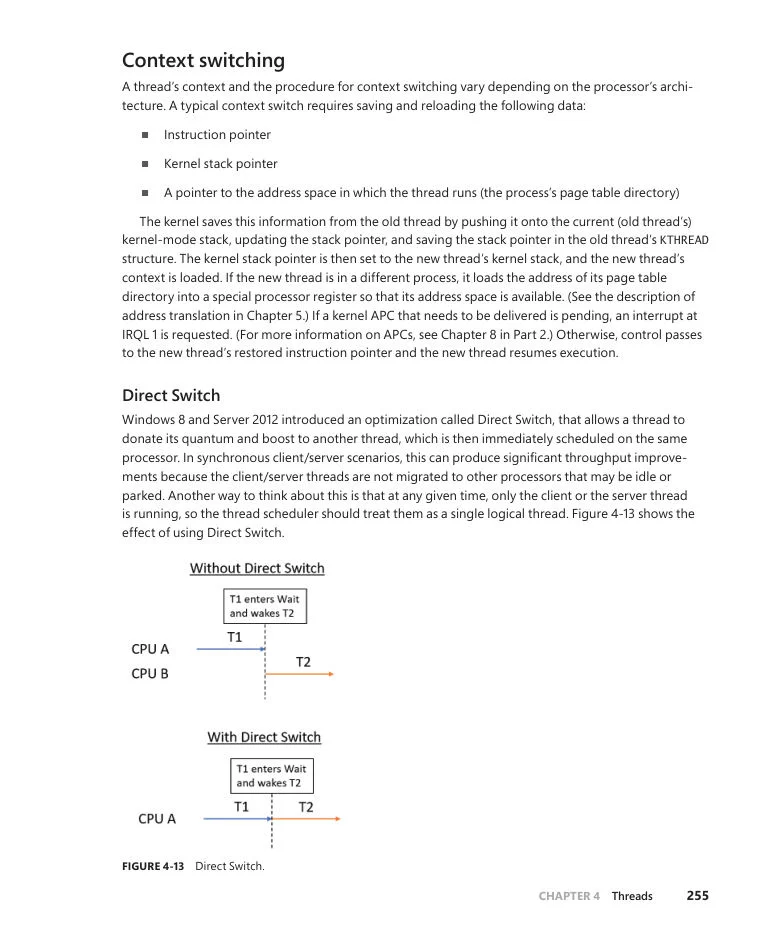 Context switching
A thread’s context and the procedure for context switching vary depending on the processor’s archi-
tecture. A typical context switch requires saving and reloading the following data:
■ Instruction pointer
■ Kernel stack pointer
■ A pointer to the address space in which the thread runs (the process’s page table directory)
The kernel saves this information from the old thread by pushing it onto the current (old thread’s)
kernel-mode stack, updating the stack pointer, and saving the stack pointer in the old thread’s KTHREAD
structure. The kernel stack pointer is then set to the new thread’s kernel stack, and the new thread’s
context is loaded. If the new thread is in a different process, it loads the address of its page table
directory into a special processor register so that its address space is available. (See the description of
address translation in Chapter 5.) If a kernel APC that needs to be delivered is pending, an interrupt at
IRQL 1 is requested. (For more information on APCs, see Chapter 8 in Part 2.) Otherwise, control passes
to the new thread’s restored instruction pointer and the new thread resumes execution.
Direct Switch
Windows 8 and Server 2012 introduced an optimization called Direct Switch, that allows a thread to
donate its quantum and boost to another thread, which is then immediately scheduled on the same
processor. In synchronous client/server scenarios, this can produce significant throughput improve-
ments because the client/server threads are not migrated to other processors that may be idle or
parked. Another way to think about this is that at any given time, only the client or the server thread
is running, so the thread scheduler should treat them as a single logical thread. Figure 4-13 shows the
effect of using Direct Switch.
Without Direct Switch
T1 enters Wait
and wakes T2
T1
CPU A
T2
CPU B
With Direct Switch
T1 enters Wait
and wakes T2
T1 T2
CPU A
FIGURE 4-13 Direct Switch.
CHAPTER 4 Threads 255